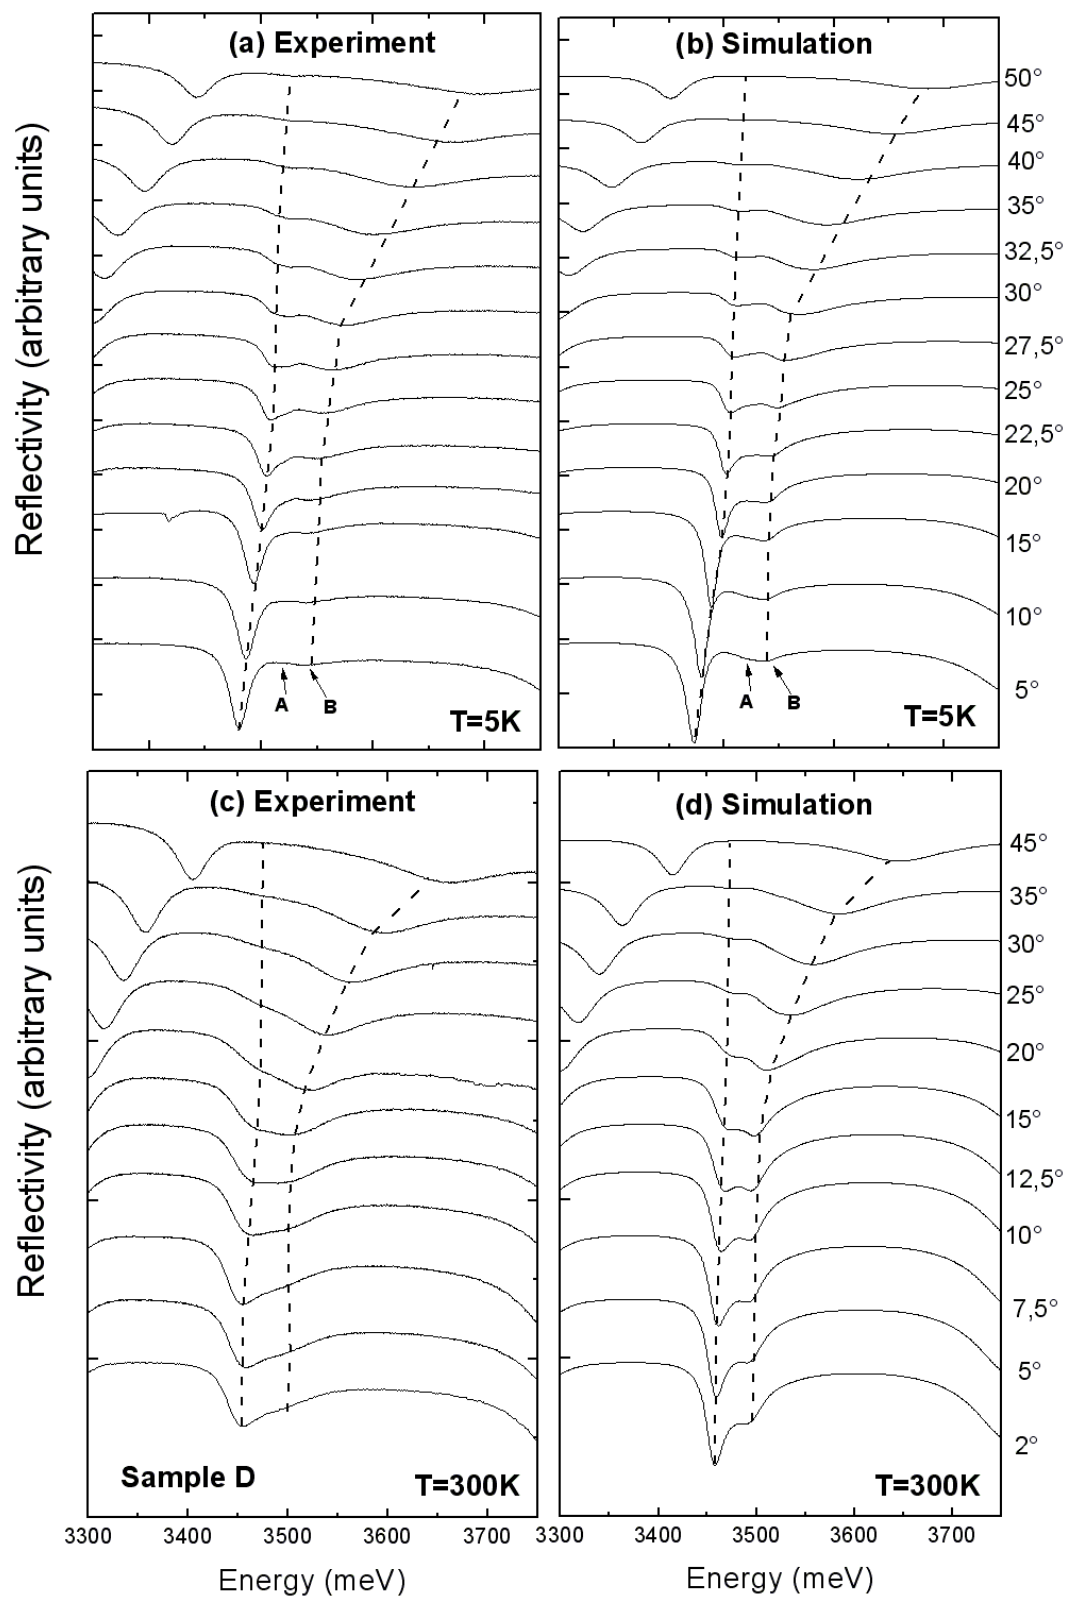 (a) Experiment
(b) Simulation
Reflectivity (arbitrary units)
50°
45°
40°
35°
32,5°
30°
27,5°
25°
22,5°
20°
15°
10°
5°
A
B
A
B
T=5K
T=5K
(c) Experiment
(d) Simulation
Reflectivity (arbitrary units)
45°
35°
30°
25°
20°
15°
12,5°
10°
7,5°
5°
2°
Sample D
T=300K
T=300K
3300 3400 3500 3600 3700
3300 3400 3500 3600 3700
Energy (meV)
Energy (meV)